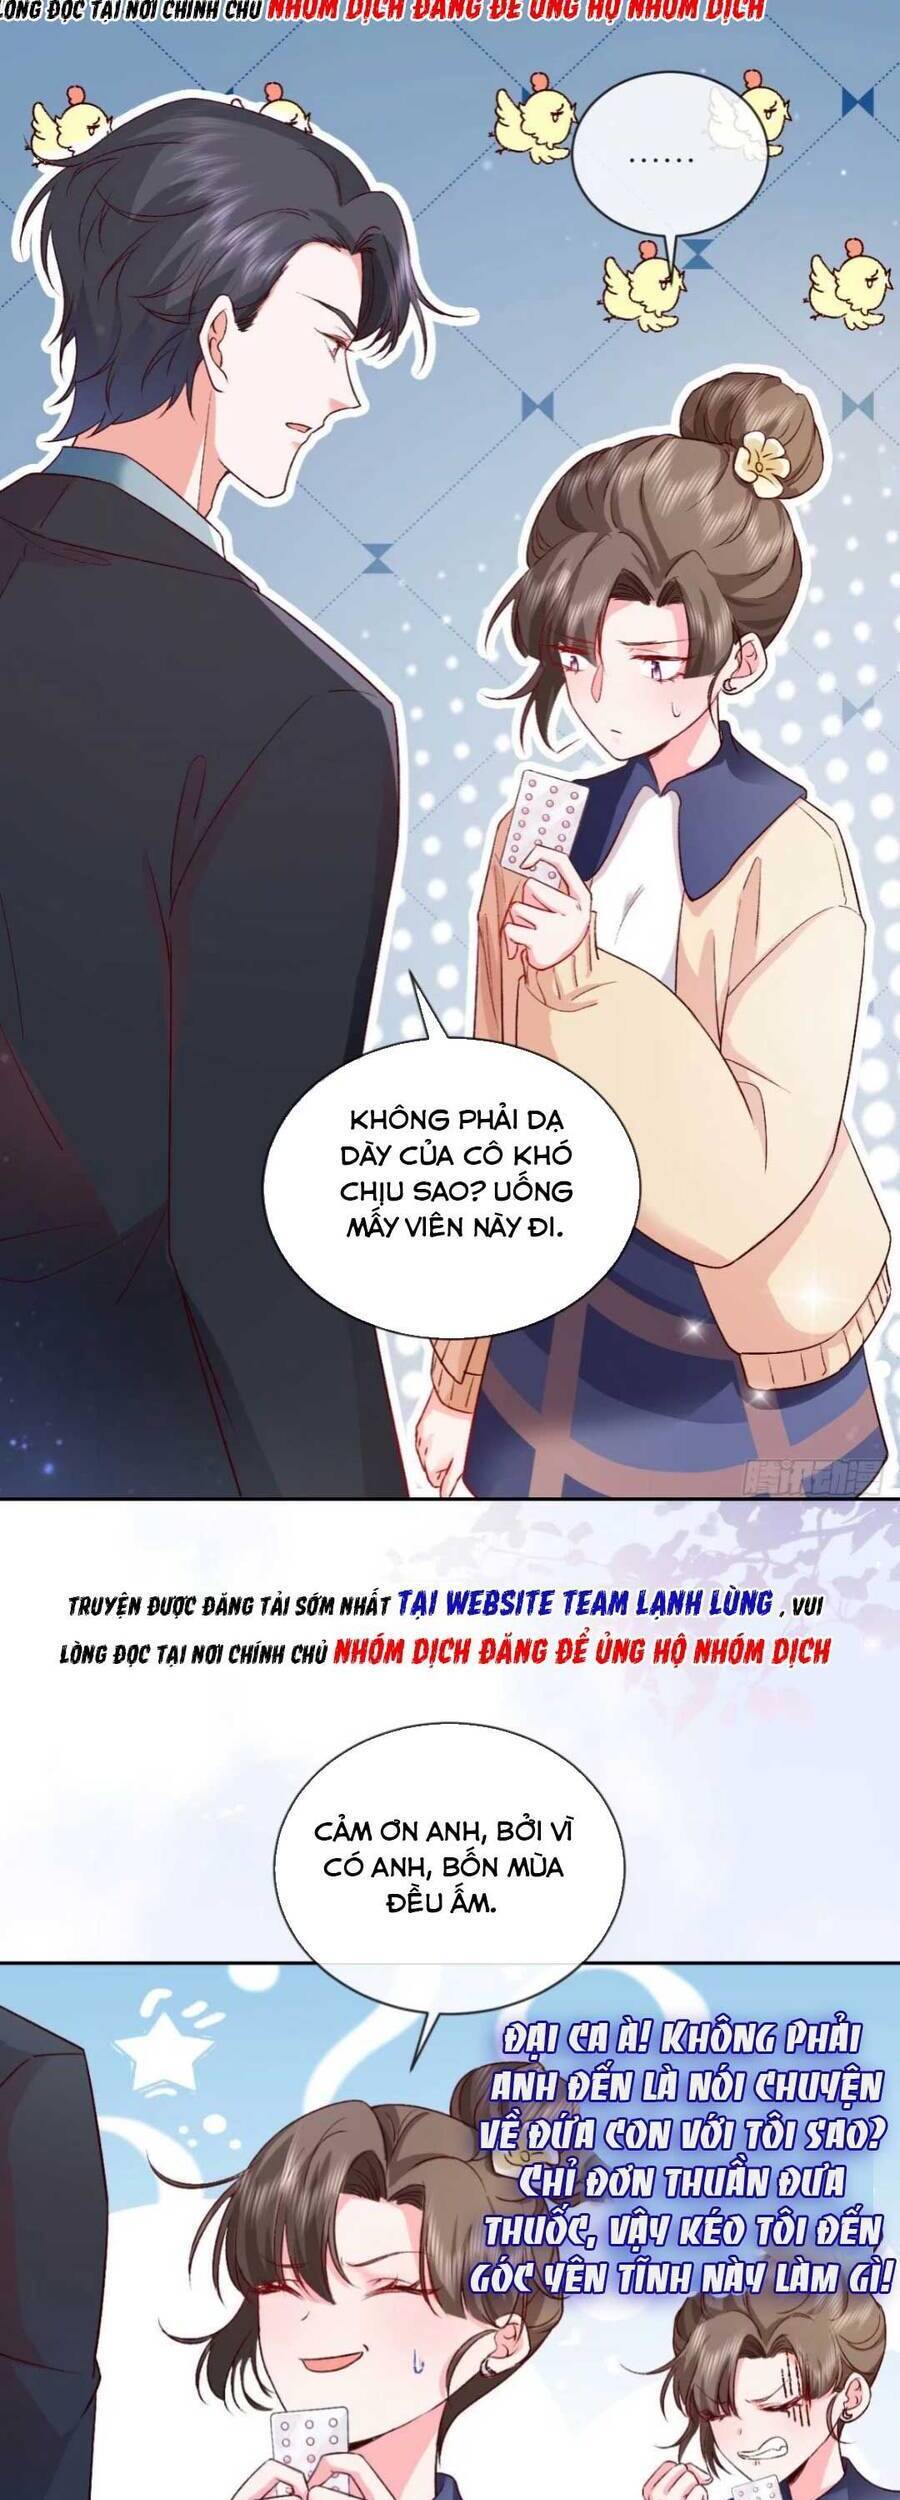 LÒNG ĐỌC TẠI NƠI CHÍNH CHỦ NHÓM DỊCH ĐĂNG ĐỂ ỦNG HỘ NHÓM DỊCH
......
KHÔNG PHẢI DẠ
DÀY CỦA CÔ KHÓ
CHỊU SAO? UỐNG
MẤY VIÊN NÀY ĐI.
腾讯动漫
TRUYỆN ĐƯỢC ĐĂNG TẢI SỚM NHẤT TẠI WEBSITE TEAM LẠNH LÙNG , VUI
LÒNG ĐỌC TẠI NƠI CHÍNH CHỦ NHÓM DỊCH ĐĂNG ĐỂ ỦNG HỘ NHÓM DỊCH
CẢM ƠN ANH, BỞI VÌ
CÓ ANH, BỐN MÙA
ĐỀU ẤM.
ĐẠI CA À! KHÔNG PHẢI
ANH ĐẾN LÀ NÓI CHUYỆN
VỀ ĐỨA CON VỚI TÔI SAO?
CHỈ ĐƠN THUẦN ĐƯA
THUỐC, VẬY KÉO TÔI ĐẾN
GÓC YÊN TĨNH NÀY LÀM GÌ!